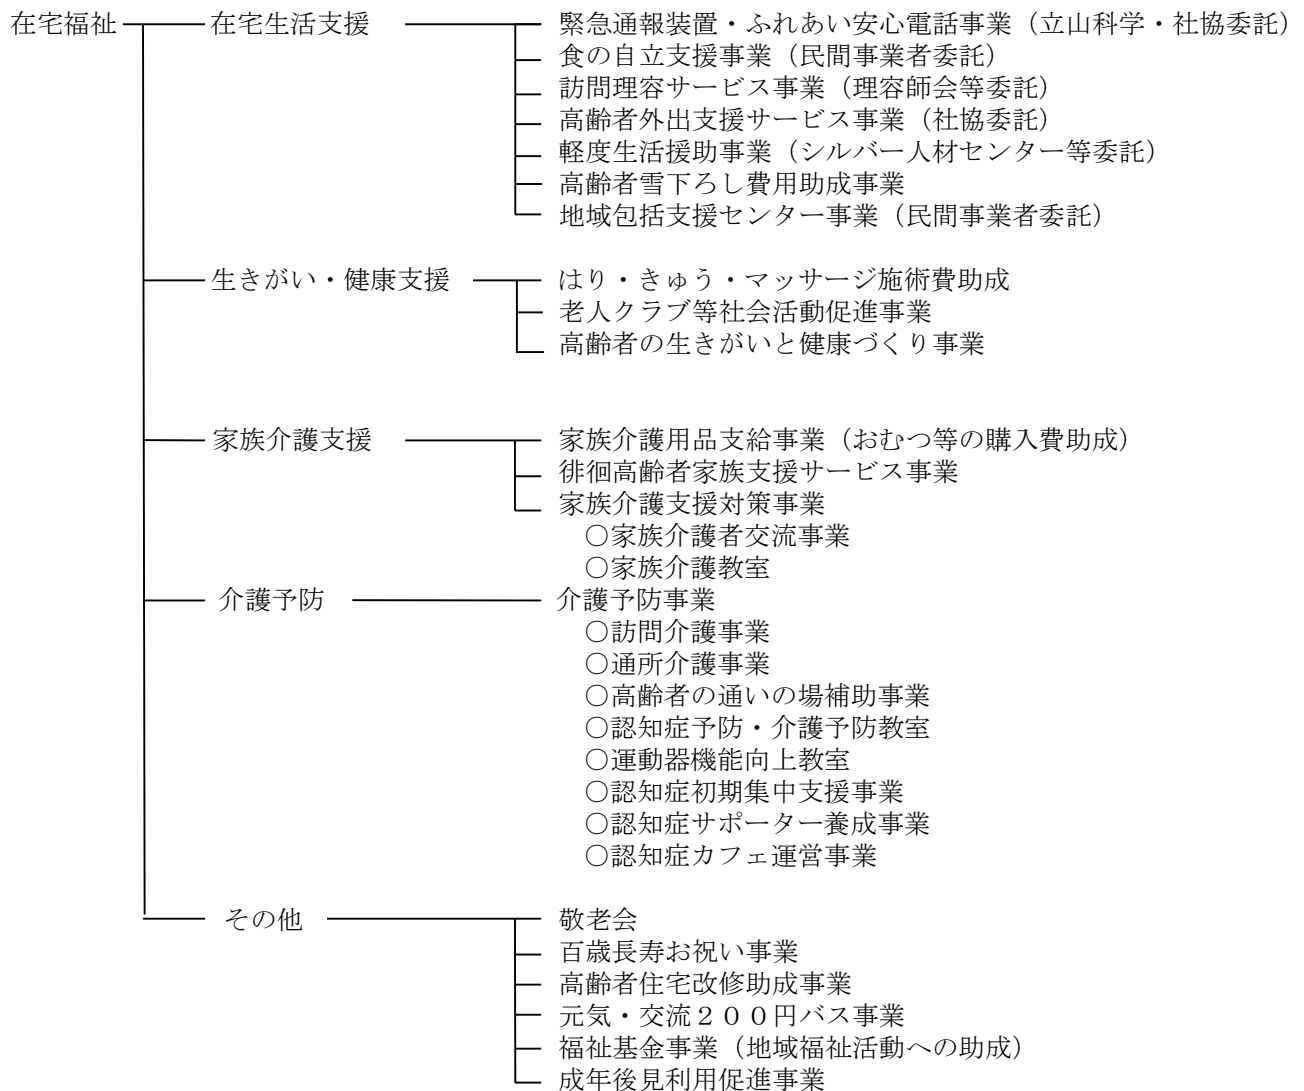 在宅福祉 在宅生活支援 緊急通報装置・ふれあい安心電話事業（立山科学・社協委託）
食の自立支援事業（民間事業者委託）
訪問理容サービス事業（理容師会等委託）
高齢者外出支援サービス事業（社協委託）
軽度生活援助事業（シルバー人材センター等委託）
高齢者雪下ろし費用助成事業
地域包括支援センター事業（民間事業者委託）
生きがい・健康支援 はり・きゅう・マッサージ施術費助成
老人クラブ等社会活動促進事業
高齢者の生きがいと健康づくり事業
家族介護支援 家族介護用品支給事業（おむつ等の購入費助成）
徘徊高齢者家族支援サービス事業
家族介護支援対策事業
○家族介護者交流事業
○家族介護教室
介護予防 介護予防事業
○訪問介護事業
○通所介護事業
○高齢者の通いの場補助事業
○認知症予防・介護予防教室
○運動器機能向上教室
○認知症初期集中支援事業
○認知症サポーター養成事業
○認知症カフェ運営事業
その他 敬老会
百歳長寿お祝い事業
高齢者住宅改修助成事業
元気・交流２００円バス事業
福祉基金事業（地域福祉活動への助成）
成年後見利用促進事業